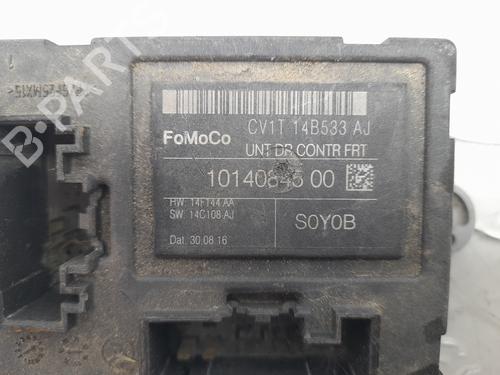 CV1T 14B533 AJ
FoMoCo
UNT DR CONTR FRT
10140845 00
HW: 14F144 AA
SW: 14C108 AJ
S0Y0B
Dat. 30.08.16
1